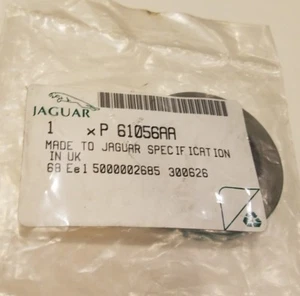 JAGUAR
1 xP 61056AA
MADE TO JAGUAR SPECIFICATION
IN UK
68 Ee1 5000002685 300626